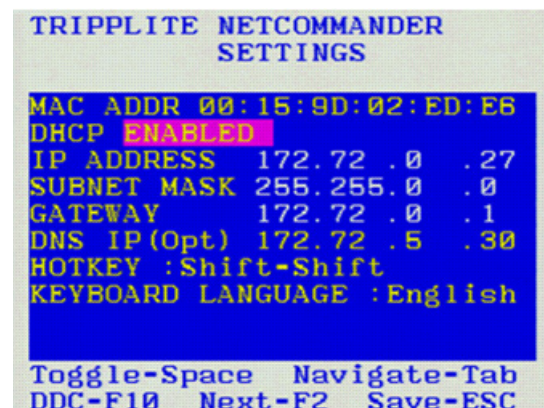 TRIPPLITE NETCOMMANDER
SETTINGS
MAC ADDR 00:15:9D:02:ED:E6
DHCP ENABLED
IP ADDRESS 172.72 .0 .27
SUBNET MASK 255.255.0 .0
GATEWAY 172.72 .0 .1
DNS IP(Opt) 172.72 .5 .30
HOTKEY :Shift-Shift
KEYBOARD LANGUAGE :English
Toggle-Space Navigate-Tab
DDC-F10 Next-F2 Save-ESC